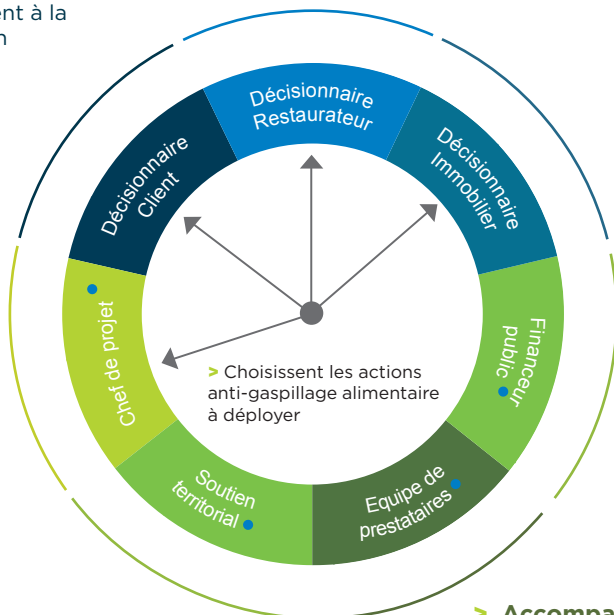 ent à la
n
Décisionnaire
Restaurateur
Décisionnaire
Immobilier
Financeur
public
Equipe de
prestataires
Soutien
territorial
Chef de projet
Décisionnaire
Client
> Choisissent les actions
anti-gaspillage alimentaire
à déployer
> Accompa